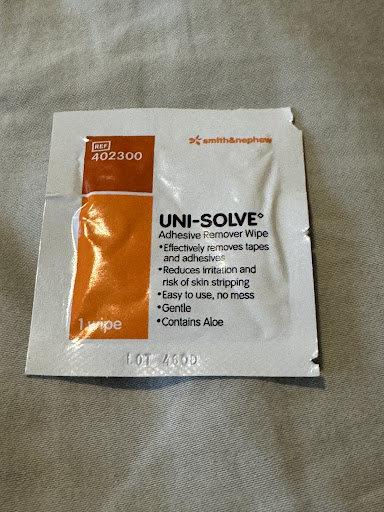 REF
402300
smith&nephew
UNI-SOLVE°
Adhesive Remover Wipe
•Effectively removes tapes
and adhesives
•Reduces irritation and
risk of skin stripping
•Easy to use, no mess
•Gentle
•Contains Aloe
1 wipe
LOT